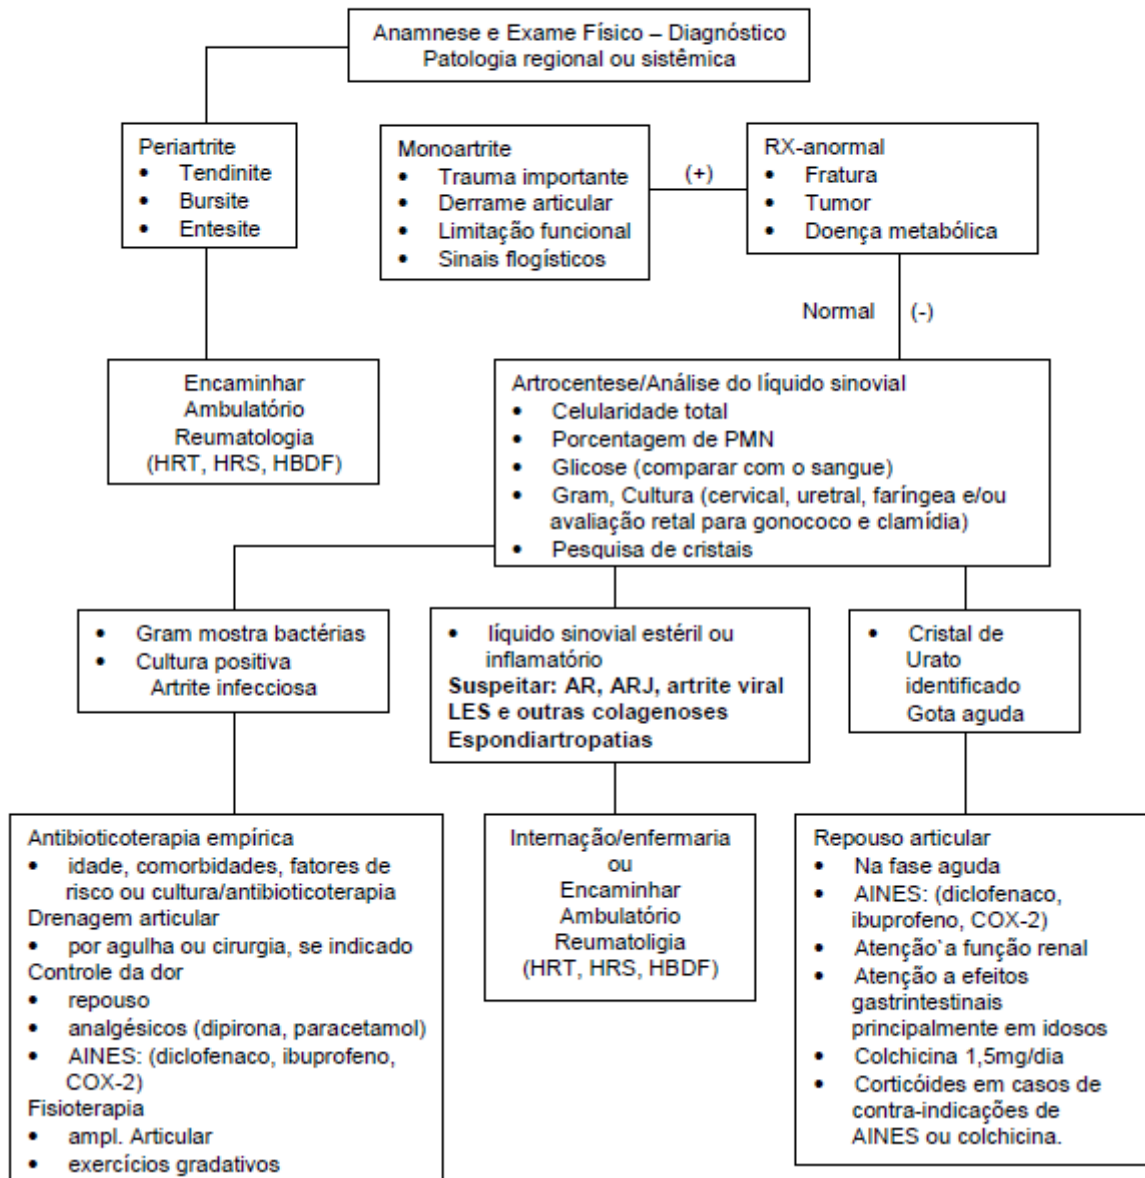 Anamnese e Exame Físico – Diagnóstico
Patologia regional ou sistêmica
Periartrite
• Tendinite
• Bursite
• Entesite
Monoartrite
• Trauma importante
• Derrame articular
• Limitação funcional
• Sinais flogísticos
(+)
RX-anormal
• Fratura
• Tumor
• Doença metabólica
Normal (-)
Encaminhar
Ambulatório
Reumatologia
(HRT, HRS, HBDF)
Artrocentese/Análise do líquido sinovial
• Celularidade total
• Porcentagem de PMN
• Glicose (comparar com o sangue)
• Gram, Cultura (cervical, uretral, faríngea e/ou
avaliação retal para gonococo e clamídia)
• Pesquisa de cristais
• Gram mostra bactérias
• Cultura positiva
Artrite infecciosa
• líquido sinovial estéril ou
inflamatório
Suspeitar: AR, ARJ, artrite viral
LES e outras colagenoses
Espondiartropatias
• Cristal de
Urato
identificado
Gota aguda
Antibioticoterapia empírica
• idade, comorbidades, fatores de
risco ou cultura/antibioticoterapia
Drenagem articular
• por agulha ou cirurgia, se indicado
Controle da dor
• repouso
• analgésicos (dipirona, paracetamol)
• AINES: (diclofenaco, ibuprofeno,
COX-2)
Fisioterapia
• ampl. Articular
• exercícios gradativos
Internação/enfermaria
ou
Encaminhar
Ambulatório
Reumatoligia
(HRT, HRS, HBDF)
Repouso articular
• Na fase aguda
• AINES: (diclofenaco,
ibuprofeno, COX-2)
• Atenção`a função renal
• Atenção a efeitos
gastrintestinais
principalmente em idosos
• Colchicina 1,5mg/dia
• Corticóides em casos de
contra-indicações de
AINES ou colchicina.